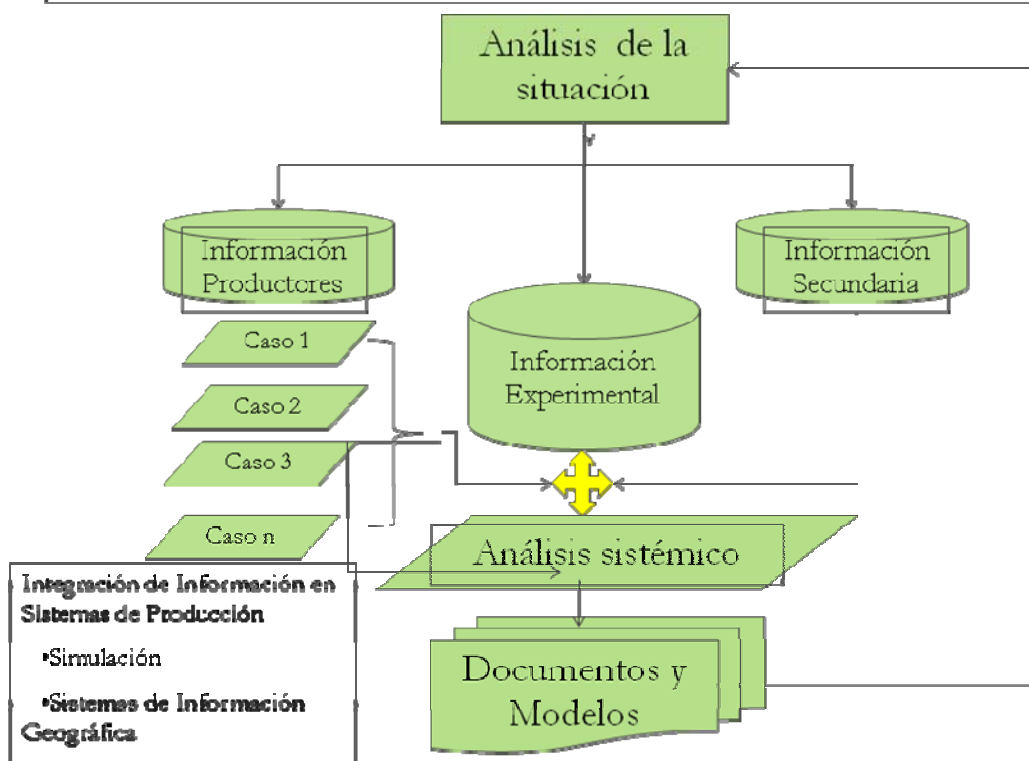 Análisis de la
situación
Información
Productores
Información
Secundaria
Información
Experimental
Caso 1
Caso 2
Caso 3
Caso n
Análisis sistémico
Integración de Información en
Sistemas de Producción
•Simulación
•Sistemas de Información
Geográfica
Documentos y
Modelos